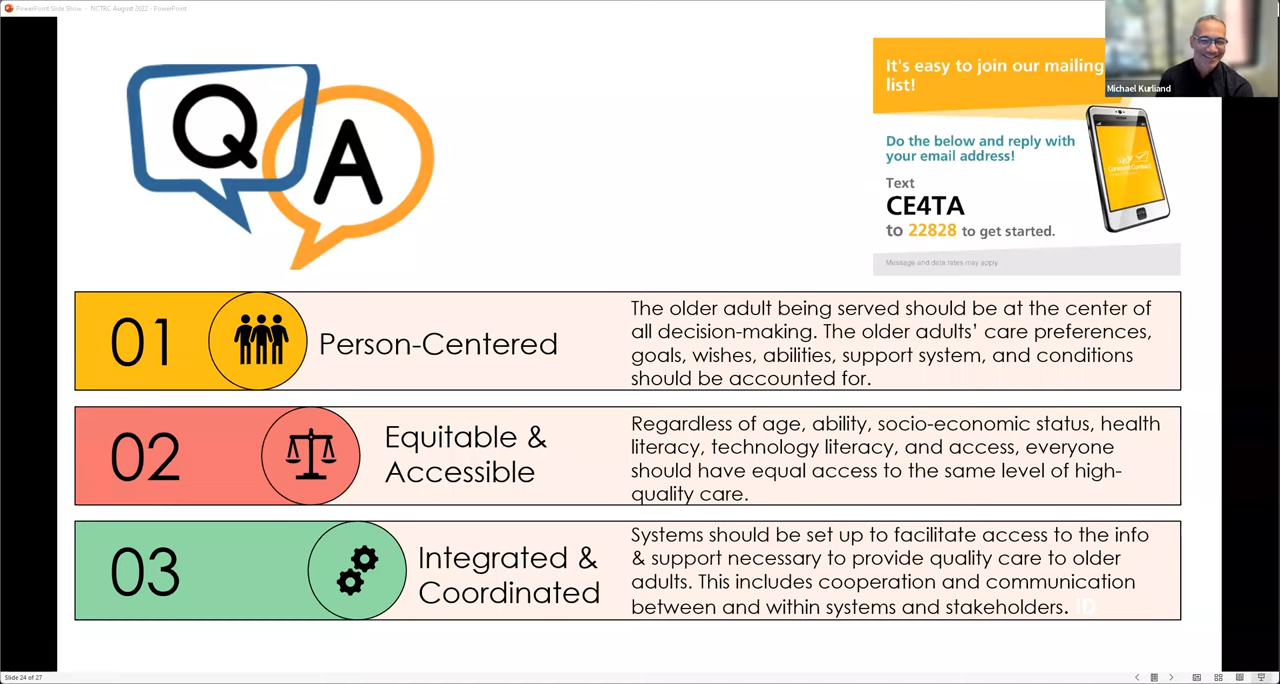 PowerPoint Slide Show - NCTRC August 2022 - PowerPoint
Q
A
It's easy to join our mailing
list!
Michael Kurland
Do the below and reply with
your email address!
Text
CE4TA
to 22828 to get started.
Message and data rates may apply.
01
Person-Centered
The older adult being served should be at the center of
all decision-making. The older adults' care preferences,
goals, wishes, abilities, support system, and conditions
should be accounted for.
02
Equitable &
Accessible
Regardless of age, ability, socio-economic status, health
literacy, technology literacy, and access, everyone
should have equal access to the same level of high-
quality care.
03
Integrated &
Coordinated
Systems should be set up to facilitate access to the info
& support necessary to provide quality care to older
adults. This includes cooperation and communication
between and within systems and stakeholders. ID
Slide 24 of 27